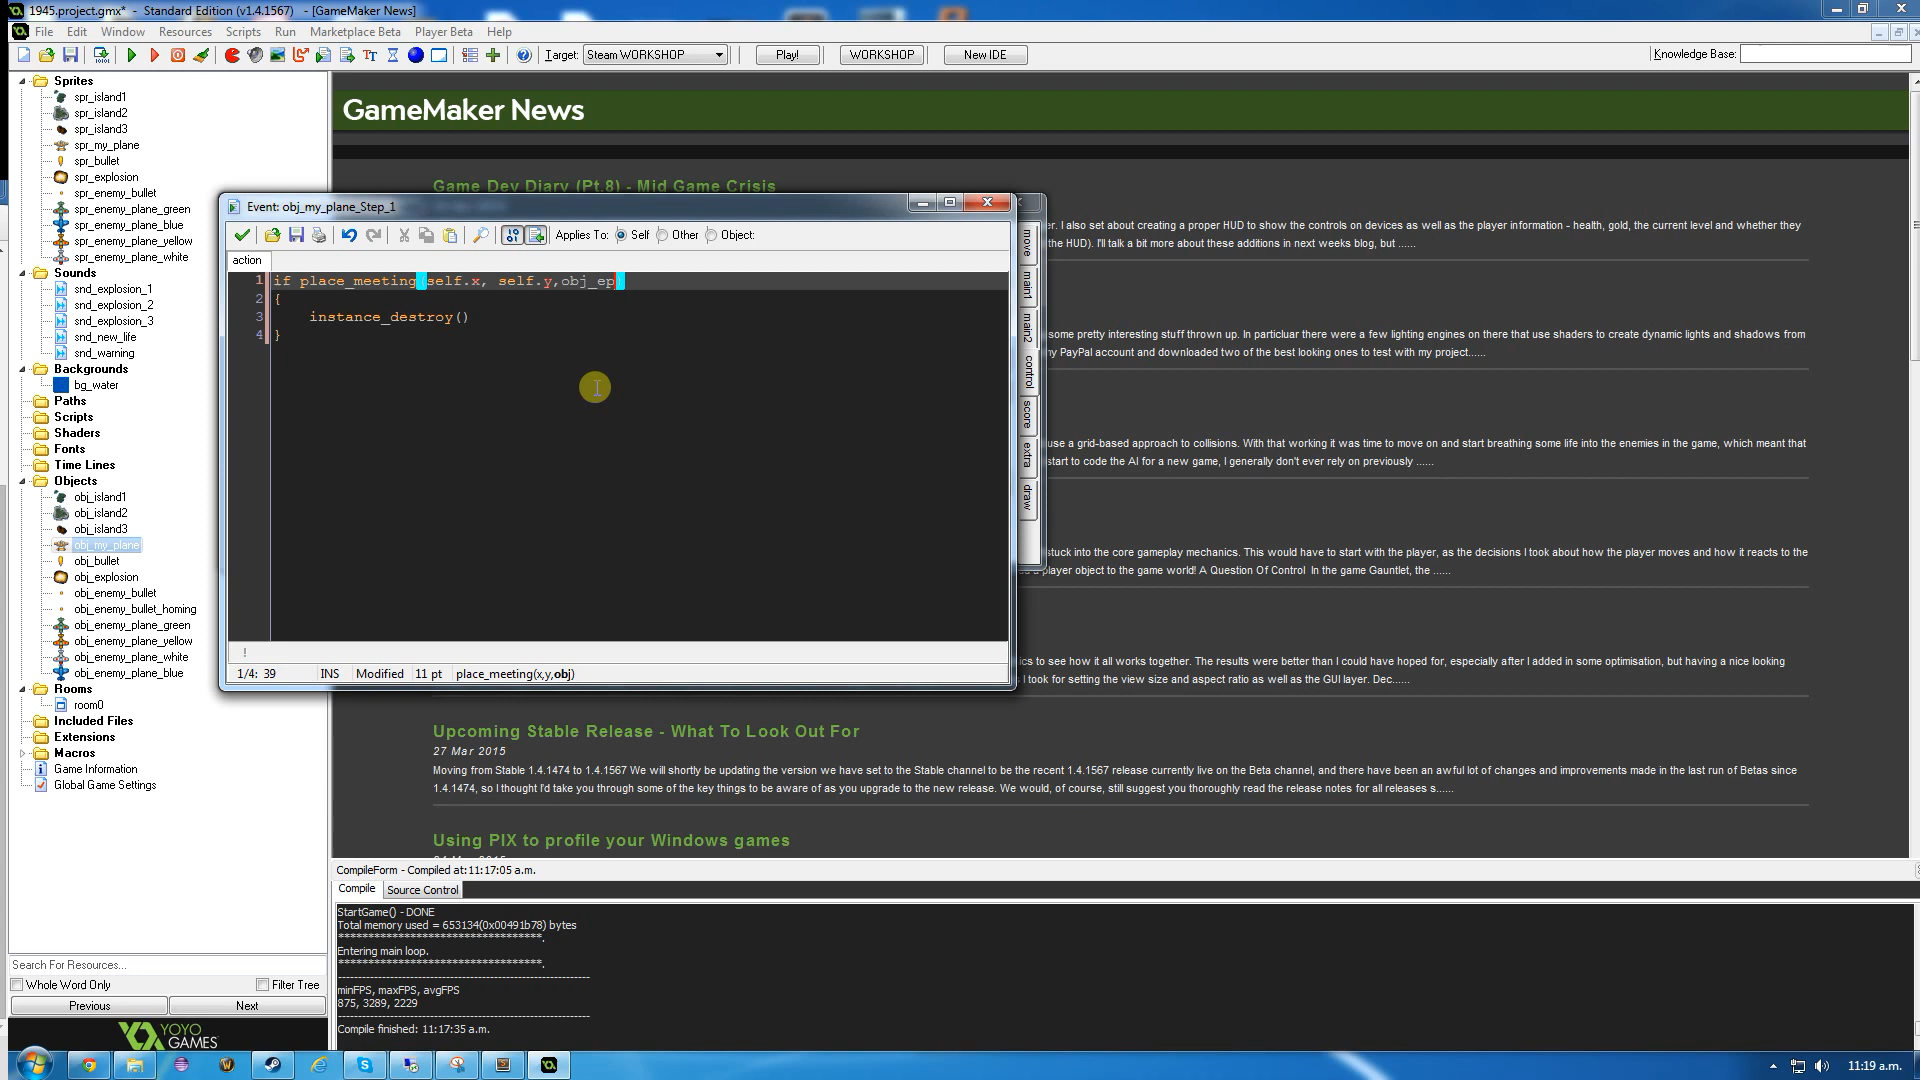 1945.project.gmx* - Standard Edition (v1.4.1567) - [GameMaker News]
File Edit Window Resources Scripts Run Marketplace Beta Player Beta Help
Target: Steam WORKSHOP Play! WORKSHOP New IDE Knowledge Base:
Sprites
spr_island1
spr_island2
spr_island3
spr_my_plane
spr_bullet
spr_explosion
spr_enemy_bullet
spr_enemy_plane_green
spr_enemy_plane_blue
spr_enemy_plane_yellow
spr_enemy_plane_white
Sounds
snd_explosion_1
snd_explosion_2
snd_explosion_3
snd_new_life
snd_warning
Backgrounds
bg_water
Paths
Scripts
Shaders
Fonts
Time Lines
Objects
obj_island1
obj_island2
obj_island3
obj_my_plane
obj_bullet
obj_explosion
obj_enemy_bullet
obj_enemy_bullet_homing
obj_enemy_plane_green
obj_enemy_plane_yellow
obj_enemy_plane_white
obj_enemy_plane_blue
Rooms
room0
Included Files
Extensions
Macros
Game Information
Global Game Settings
Search For Resources...
Whole Word Only Filter Tree
Previous Next
YOYO
GAMES
GameMaker News
Game Dev Diary (Pt.8) - Mid Game Crisis
Event: obj_my_plane_Step_1
Applies To: Self Other Object:
action
1 if place_meeting(self.x, self.y,obj_ep)
2 {
3 instance_destroy()
4 }
1/4: 39 INS Modified 11 pt place_meeting(x,y,obj)
move
main1
main2
control
score
extra
draw
er. I also set about creating a proper HUD to show the controls on devices as well as the player information - health, gold, the current level and whether they
the HUD). I'll talk a bit more about these additions in next weeks blog, but ......
some pretty interesting stuff thrown up. In particluar there were a few lighting engines on there that use shaders to create dynamic lights and shadows from
my PayPal account and downloaded two of the best looking ones to test with my project......
use a grid-based approach to collisions. With that working it was time to move on and start breathing some life into the enemies in the game, which meant that
start to code the AI for a new game, I generally don't ever rely on previously ......
stuck into the core gameplay mechanics. This would have to start with the player, as the decisions I took about how the player moves and how it reacts to the
d a player object to the game world! A Question Of Control In the game Gauntlet, the ......
ics to see how it all works together. The results were better than I could have hoped for, especially after I added in some optimisation, but having a nice looking
s I took for setting the view size and aspect ratio as well as the GUI layer. Dec......
Upcoming Stable Release - What To Look Out For
27 Mar 2015
Moving from Stable 1.4.1474 to 1.4.1567 We will shortly be updating the version we have set to the Stable channel to be the recent 1.4.1567 release currently live on the Beta channel, and there have been an awful lot of changes and improvements made in the last run of Betas since
1.4.1474, so I thought I'd take you through some of the key things to be aware of as you upgrade to the new release. We would, of course, still suggest you thoroughly read the release notes for all releases s......
Using PIX to profile your Windows games
CompileForm - Compiled at:11:17:05 a.m.
Compile Source Control
StartGame() - DONE
Total memory used = 653134(0x00491b78) bytes
**********************************.
Entering main loop.
**********************************.
minFPS, maxFPS, avgFPS
875, 3289, 2229
Compile finished: 11:17:35 a.m.
11:19 a.m.